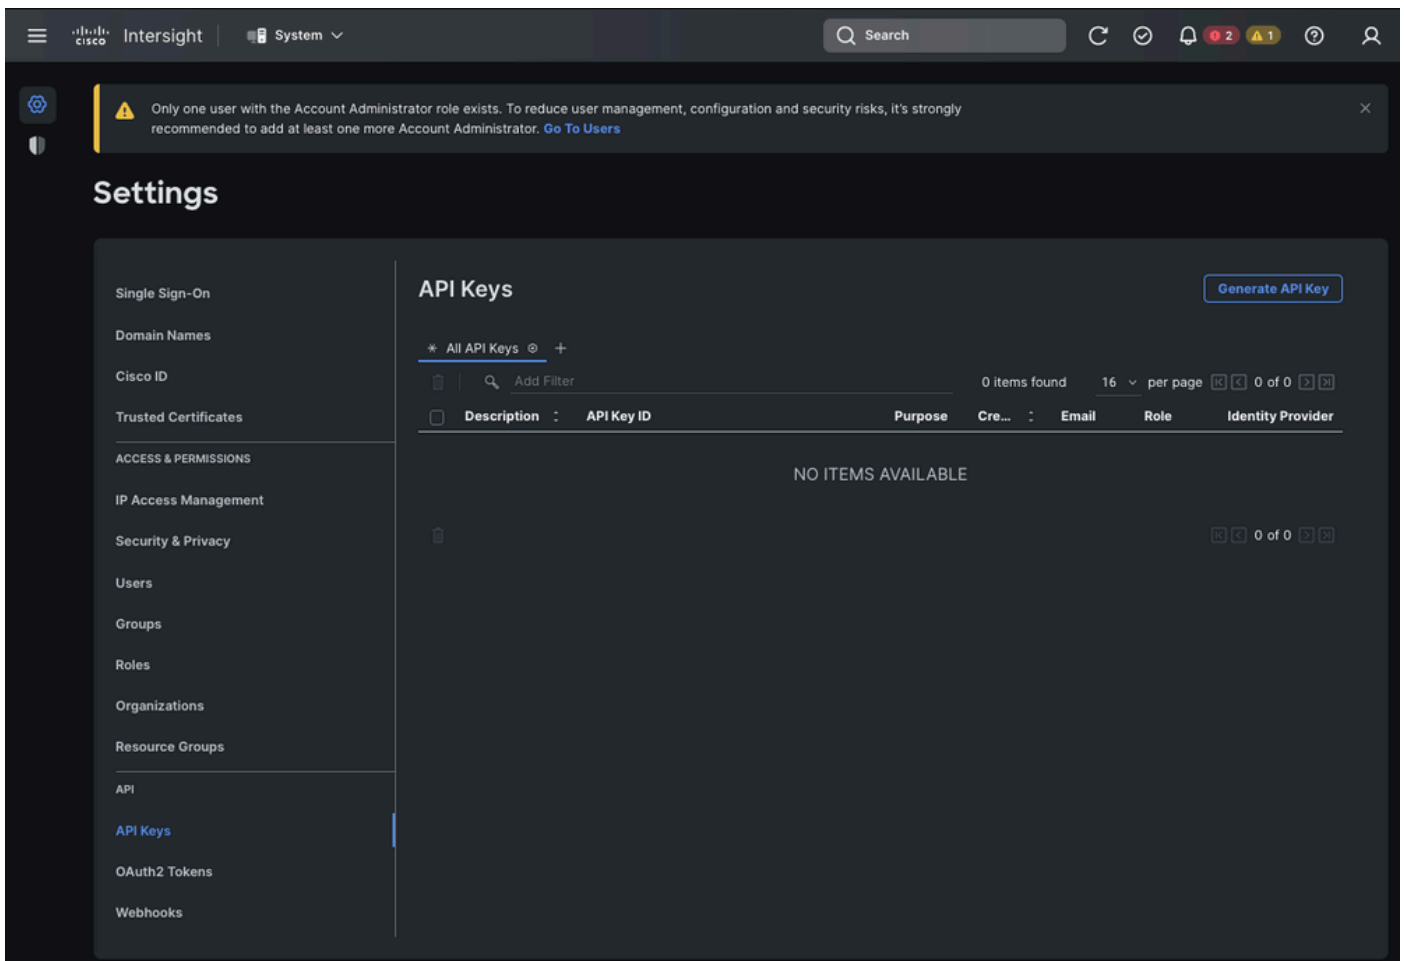 CISCO Intersight System Search 2 1
Only one user with the Account Administrator role exists. To reduce user management, configuration and security risks, it's strongly
recommended to add at least one more Account Administrator. Go To Users
Settings
Single Sign-On
Domain Names
Cisco ID
Trusted Certificates
ACCESS & PERMISSIONS
IP Access Management
Security & Privacy
Users
Groups
Roles
Organizations
Resource Groups
API
API Keys
OAuth2 Tokens
Webhooks
API Keys Generate API Key
All API Keys
Add Filter 0 items found 16 per page 0 of 0
Description API Key ID Purpose Cre... Email Role Identity Provider
NO ITEMS AVAILABLE
0 of 0